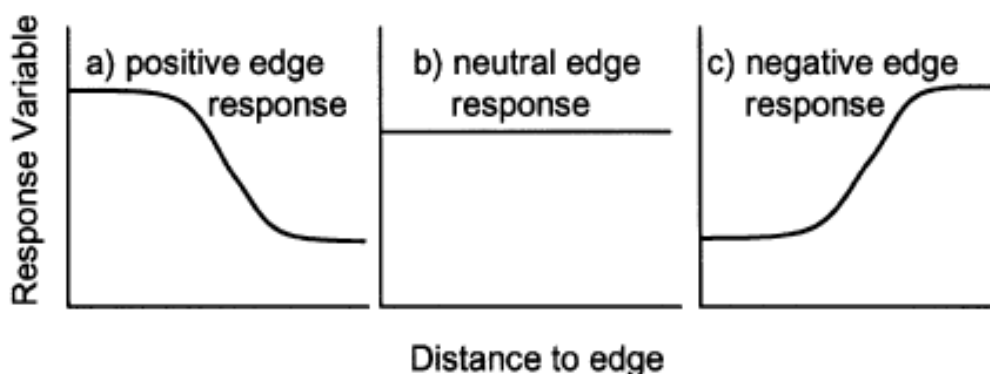 Response Variable
a) positive edge
response
b) neutral edge
response
c) negative edge
response
Distance to edge